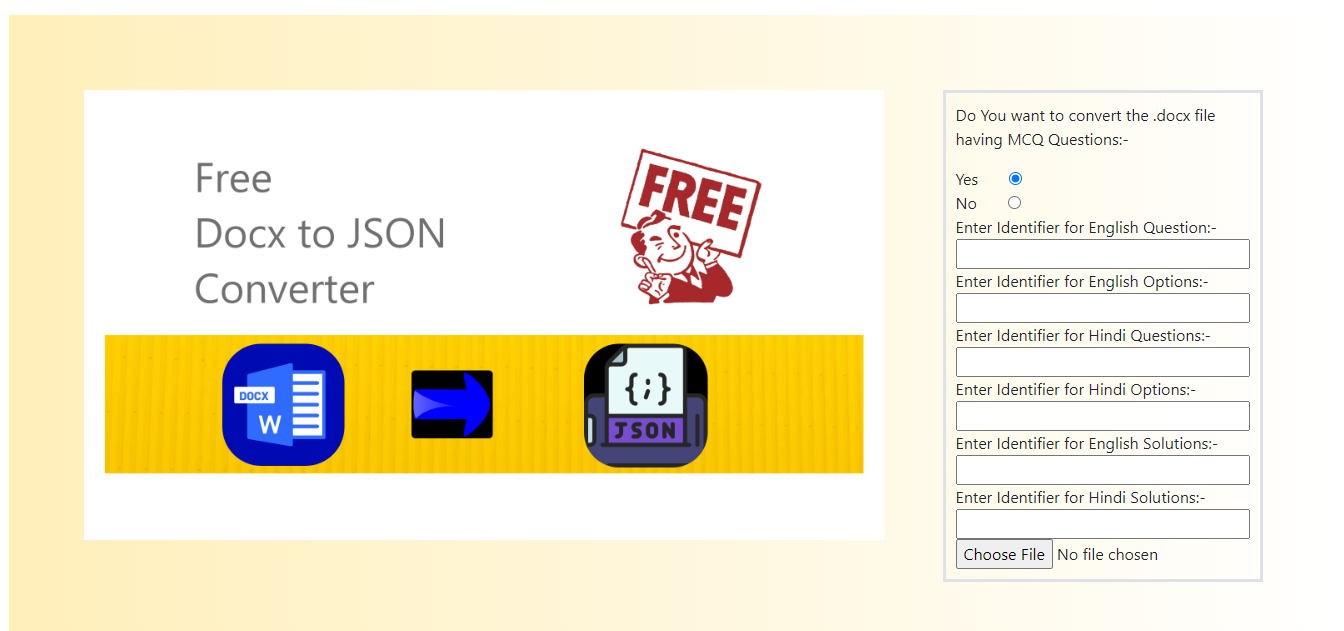 Free
Docx to JSON
Converter
FREE
DOCX
W
{;}
JSON
Do You want to convert the .docx file
having MCQ Questions:-
Yes
No
Enter Identifier for English Question:-
Enter Identifier for English Options:-
Enter Identifier for Hindi Questions:-
Enter Identifier for Hindi Options:-
Enter Identifier for English Solutions:-
Enter Identifier for Hindi Solutions:-
Choose File No file chosen